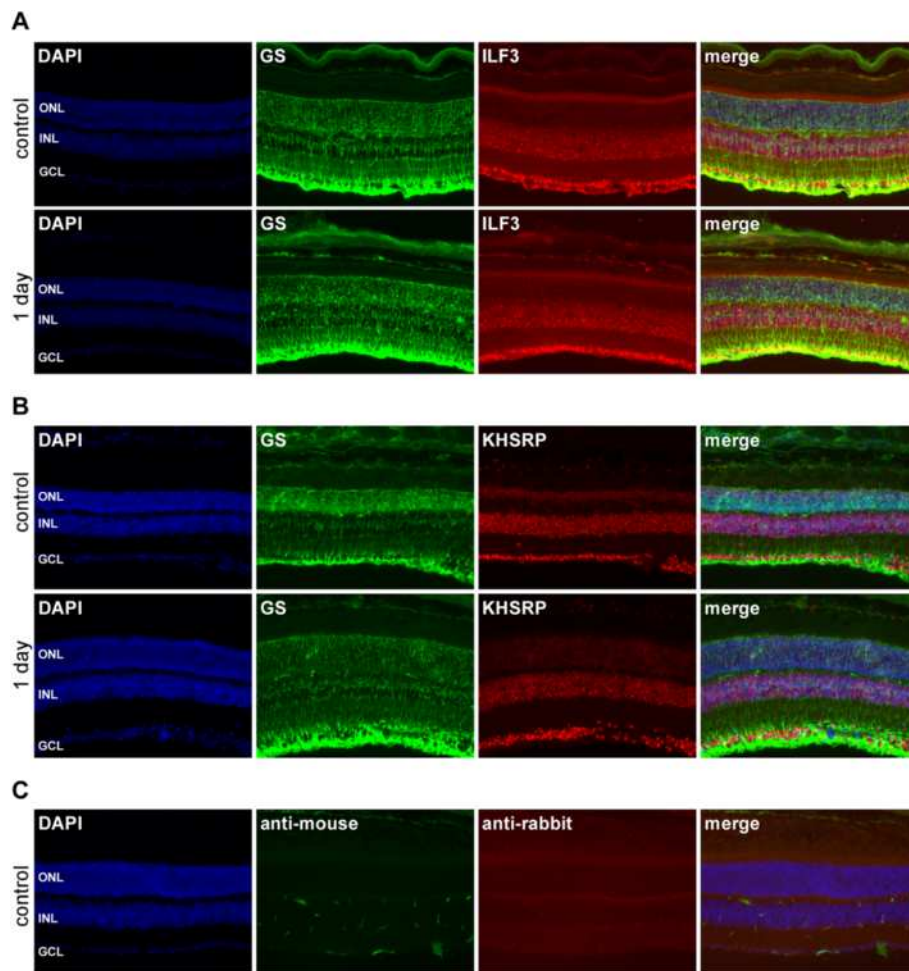 A
DAPI GS ILF3 merge
control
ONL
INL
GCL
DAPI GS ILF3 merge
1 day
ONL
INL
GCL
B
DAPI GS KHSRP merge
control
ONL
INL
GCL
DAPI GS KHSRP merge
1 day
ONL
INL
GCL
C
DAPI anti-mouse anti-rabbit merge
control
ONL
INL
GCL